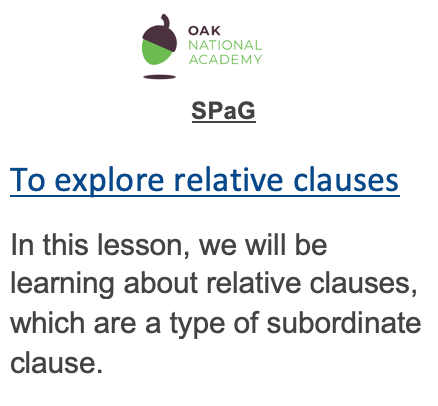 OAK
NATIONAL
ACADEMY
SPaG
To explore relative clauses
In this lesson, we will be
learning about relative clauses,
which are a type of subordinate
clause.